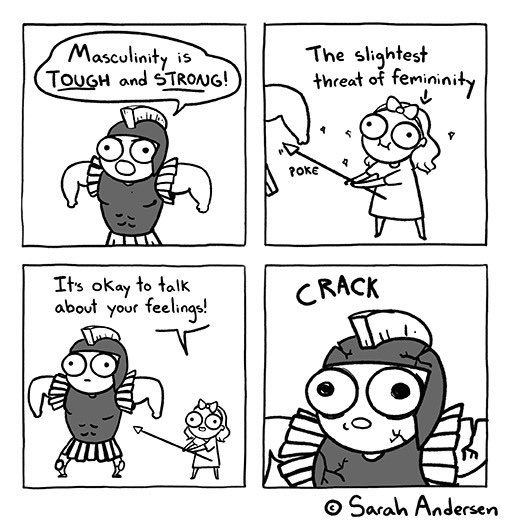 Masculinity is
TOUGH and STRONG!
The slightest
threat of femininity
POKE
It's okay to talk
about your feelings!
CRACK
© Sarah Andersen